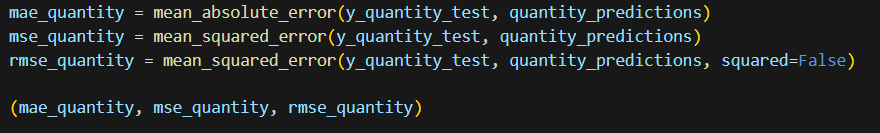 mae_quantity = mean_absolute_error(y_quantity_test, quantity_predictions)
mse_quantity = mean_squared_error(y_quantity_test, quantity_predictions)
rmse_quantity = mean_squared_error(y_quantity_test, quantity_predictions, squared=False)
(mae_quantity, mse_quantity, rmse_quantity)